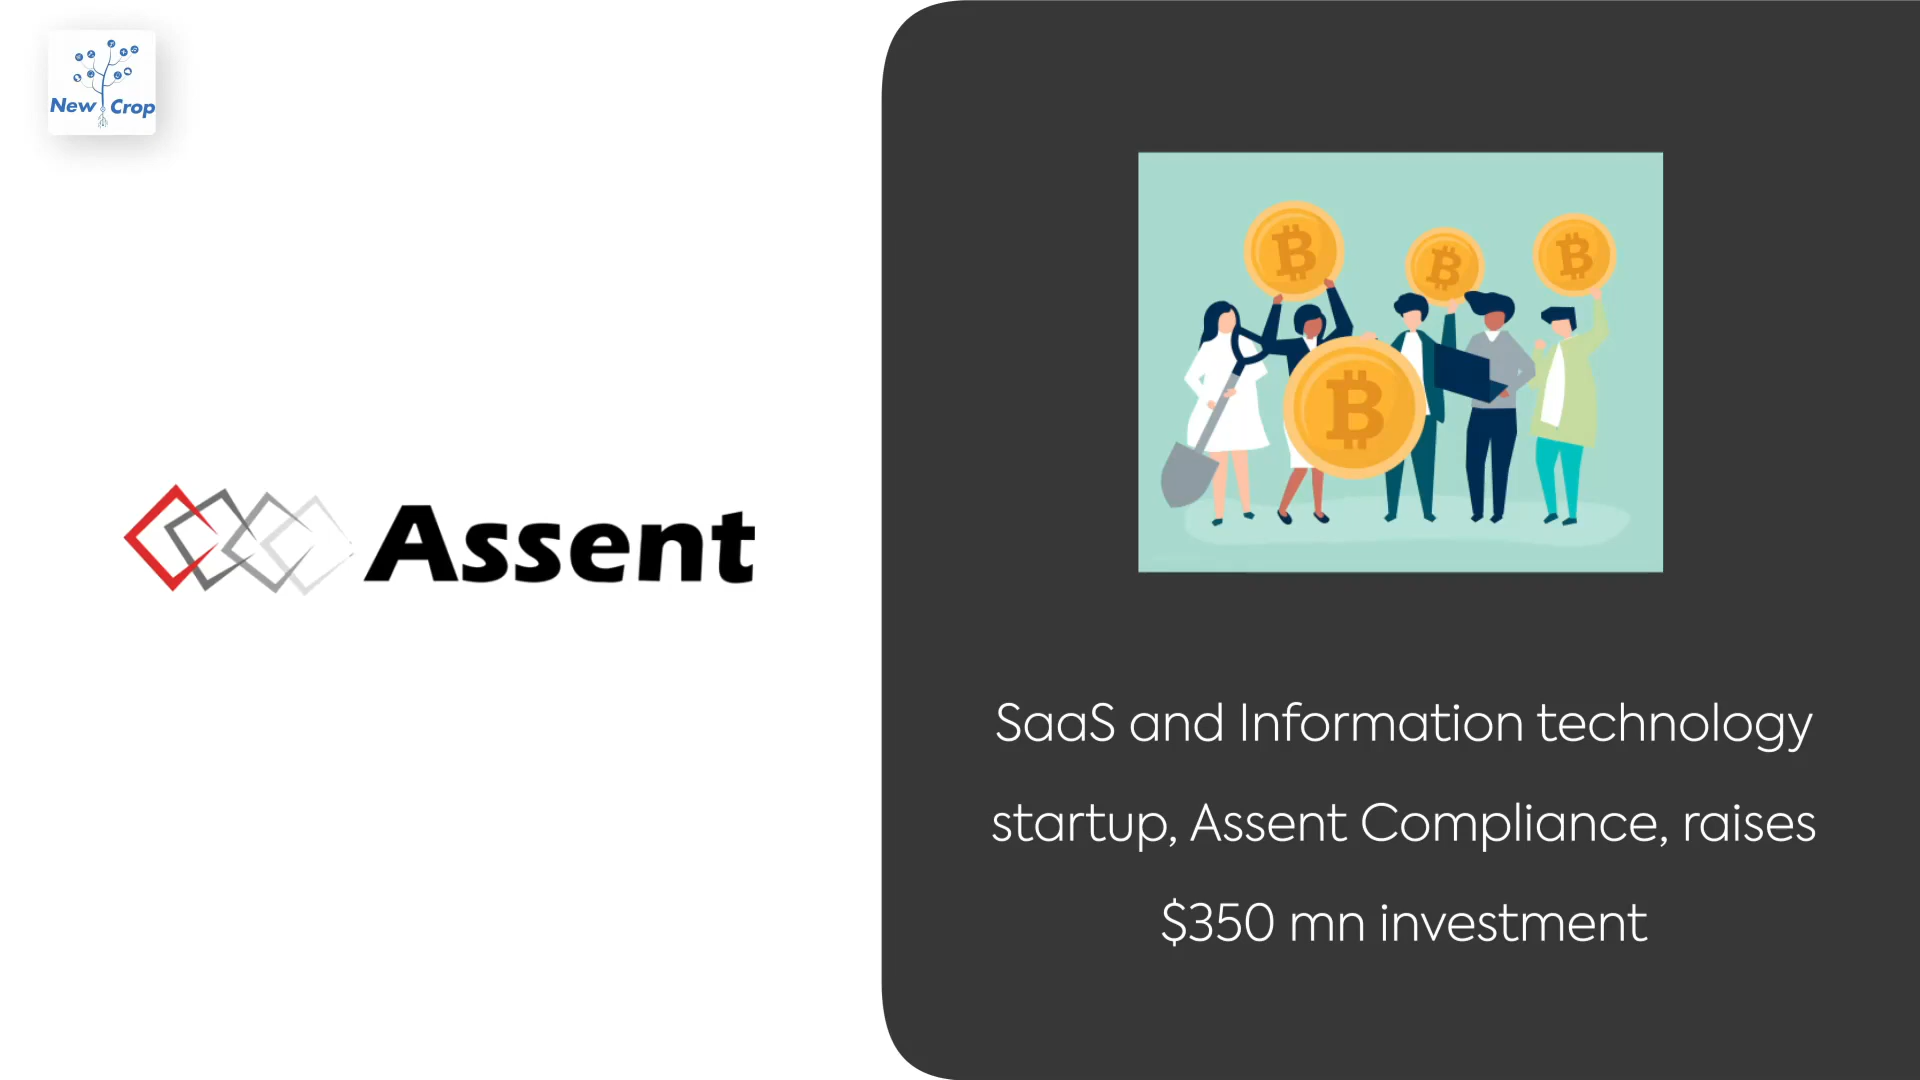 New Crop
Assent
SaaS and Information technology
startup, Assent Compliance, raises
$350 mn investment